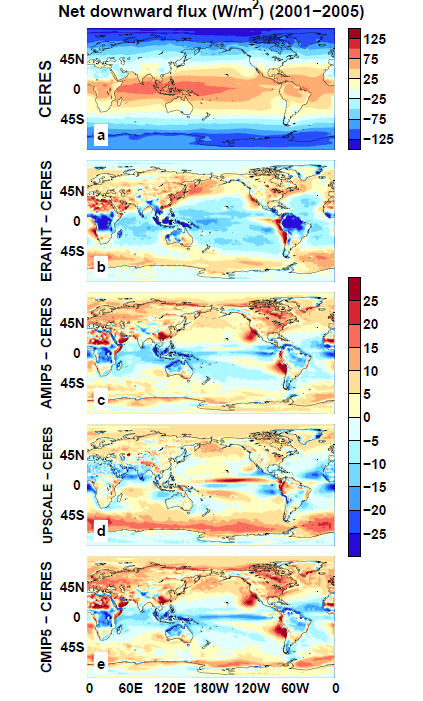 Net downward flux (W/m2) (2001−2005)
CERES
45N
0
45S
a
125
75
25
−25
−75
−125
ERAINT − CERES
45N
0
45S
b
AMIP5 − CERES
45N
0
45S
c
25
20
15
10
5
0
−5
−10
−15
−20
−25
UPSCALE − CERES
45N
0
45S
d
CMIP5 − CERES
45N
0
45S
e
0 60E 120E 180W 120W 60W 0